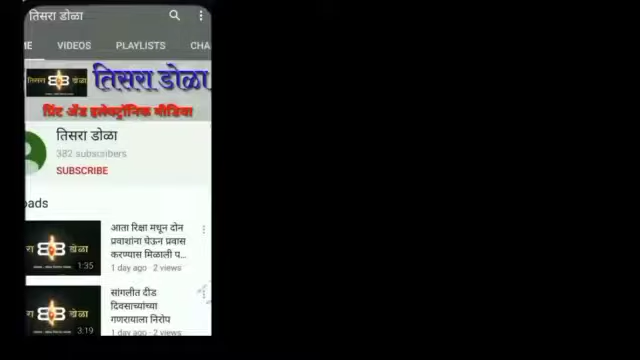 तिसरा डोळा
VIDEOS PLAYLISTS
तिसरा डोळा
तिसरा डोळा
प्रिंट अँड इलेक्ट्रॉनिक मीडिया
तिसरा डोळा
382 subscribers
SUBSCRIBE
आता रिक्षा मधून दोन
प्रवाशांना घेऊन प्रवास
करण्यास मिळाली प...
डोळा
1:35
1 day ago · 2 views
सांगलीत दीड
दिवसाच्यांच्या
गणरायाला निरोप
डोळा
3:19
1 day ago · 2 views